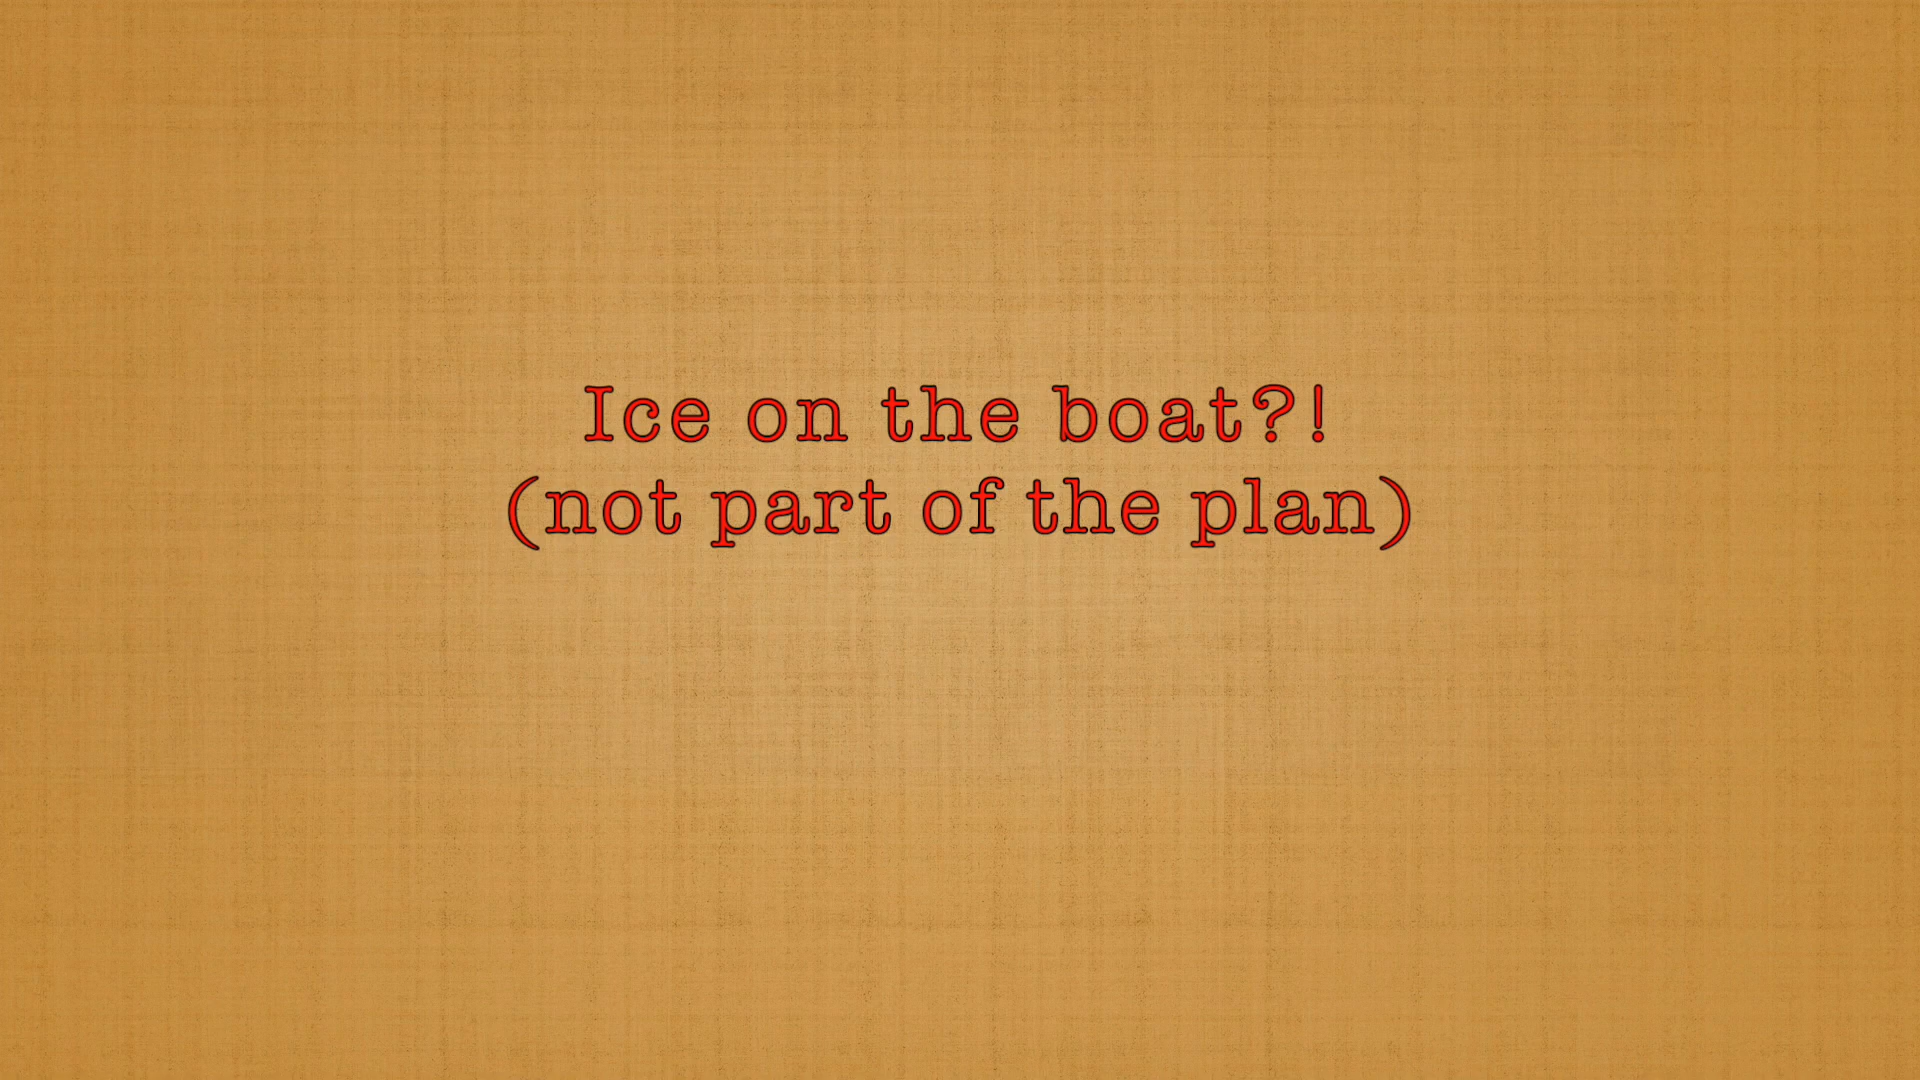 Ice on the boat?!
(not part of the plan)